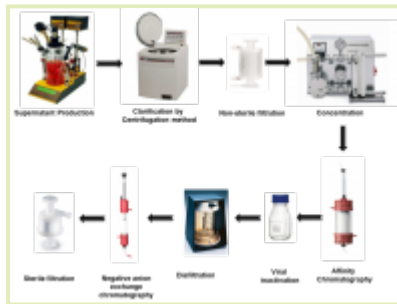 Supernatant Production
Clarification by
Centrifugation method
Non-sterile filtration
Concentration
Affinity
Chromatography
Viral
inactivation
Diafiltration
Negative anion
exchange
chromatography
Sterile filtration